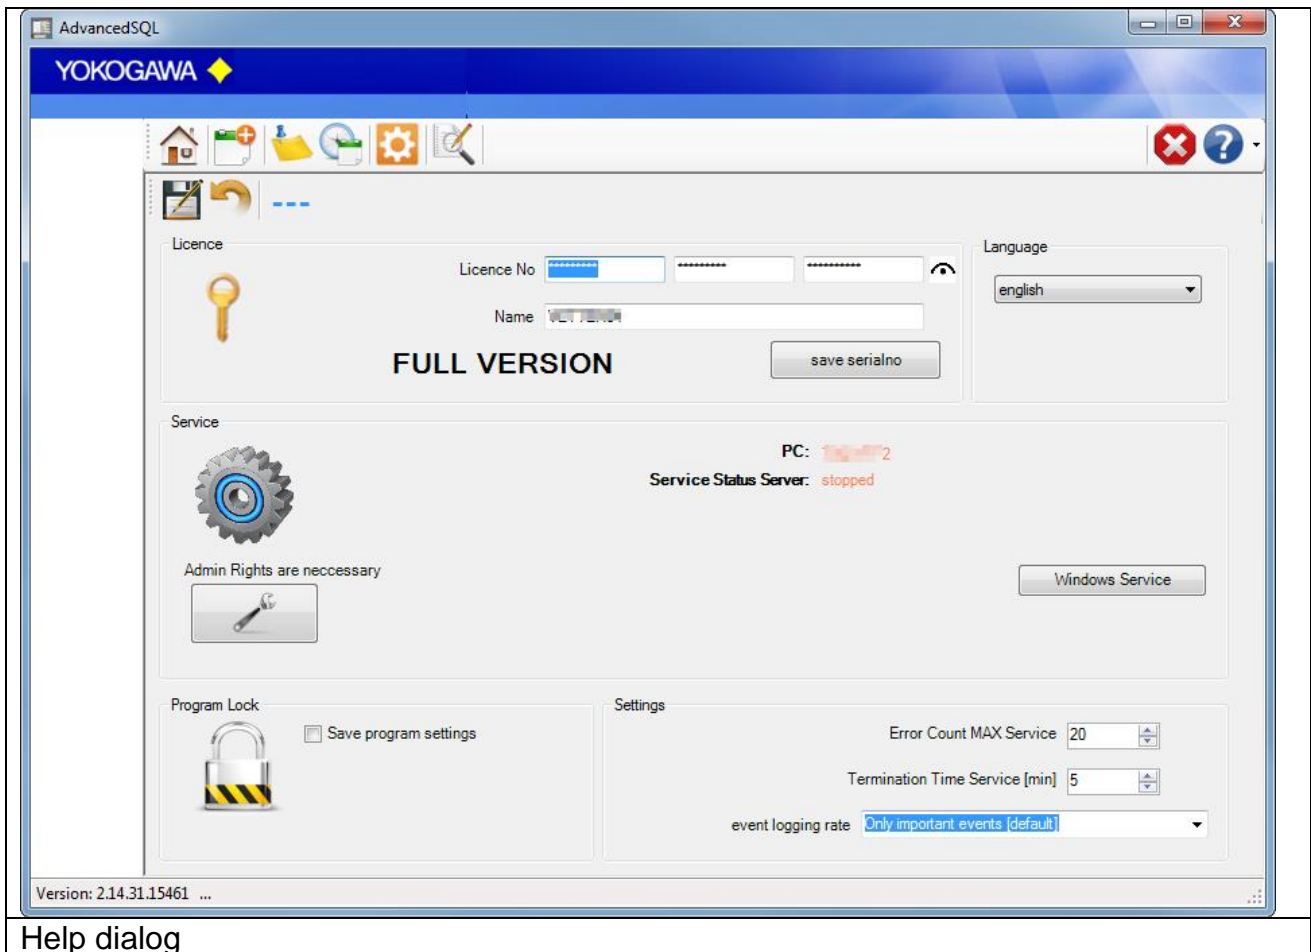 AdvancedSQL
YOKOGAWA
---
Licence
Language
Licence No ********* ********* **********
english
Name
FULL VERSION
save serialno
Service
PC: 2
Service Status Server: stopped
Admin Rights are neccessary
Windows Service
Program Lock
Settings
Save program settings
Error Count MAX Service 20
Termination Time Service [min] 5
event logging rate Only important events [default]
Version: 2.14.31.15461 ...
Help dialog